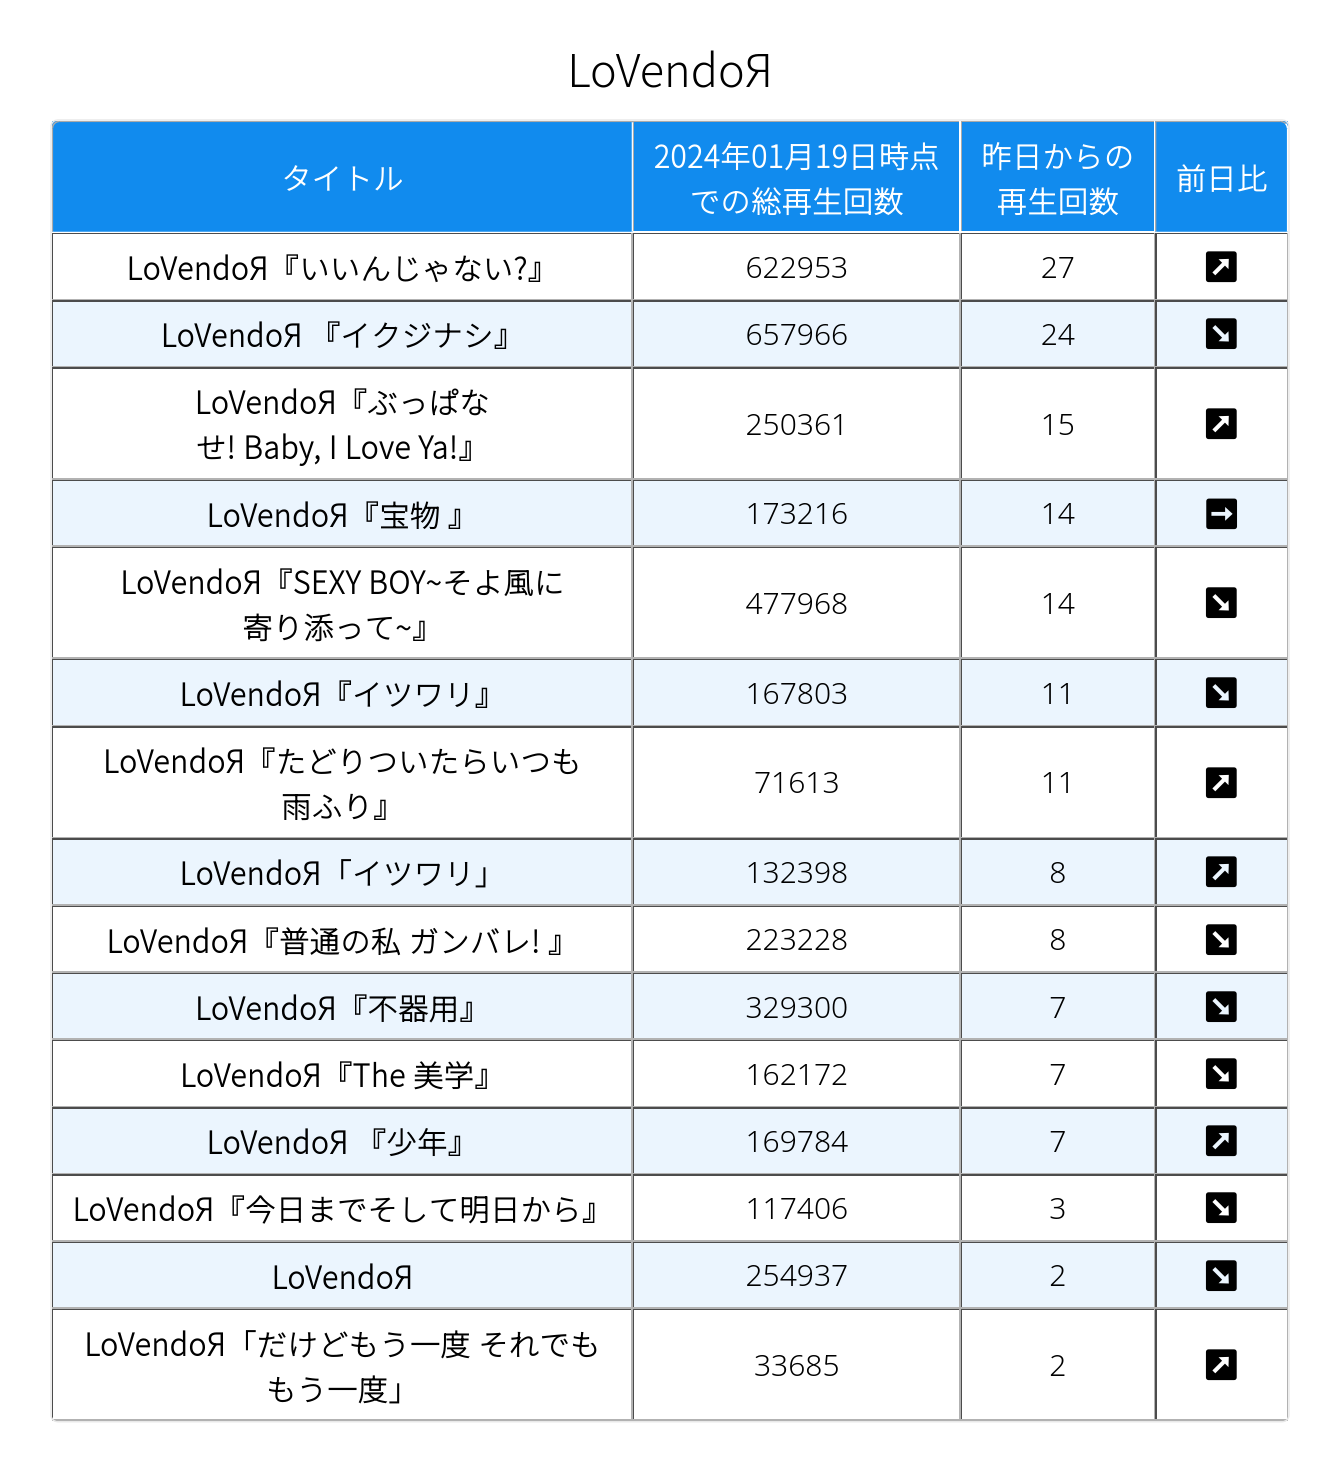 LoVendoЯ
タイトル
2024年01月19日時点
での総再生回数
昨日からの
再生回数
前日比
LoVendoЯ『いいんじゃない?』
622953
27
LoVendoЯ 『イクジナシ』
657966
24
LoVendoЯ『ぶっぱな
せ! Baby, I Love Ya!』
250361
15
LoVendoЯ『宝物 』
173216
14
LoVendoЯ『SEXY BOY~そよ風に
寄り添って~』
477968
14
LoVendoЯ『イツワリ』
167803
11
LoVendoЯ『たどりついたらいつも
雨ふり』
71613
11
LoVendoЯ「イツワリ」
132398
8
LoVendoЯ『普通の私 ガンバレ! 』
223228
8
LoVendoЯ『不器用』
329300
7
LoVendoЯ『The 美学』
162172
7
LoVendoЯ 『少年』
169784
7
LoVendoЯ『今日までそして明日から』
117406
3
LoVendoЯ
254937
2
LoVendoЯ「だけどもう一度 それでも
もう一度」
33685
2